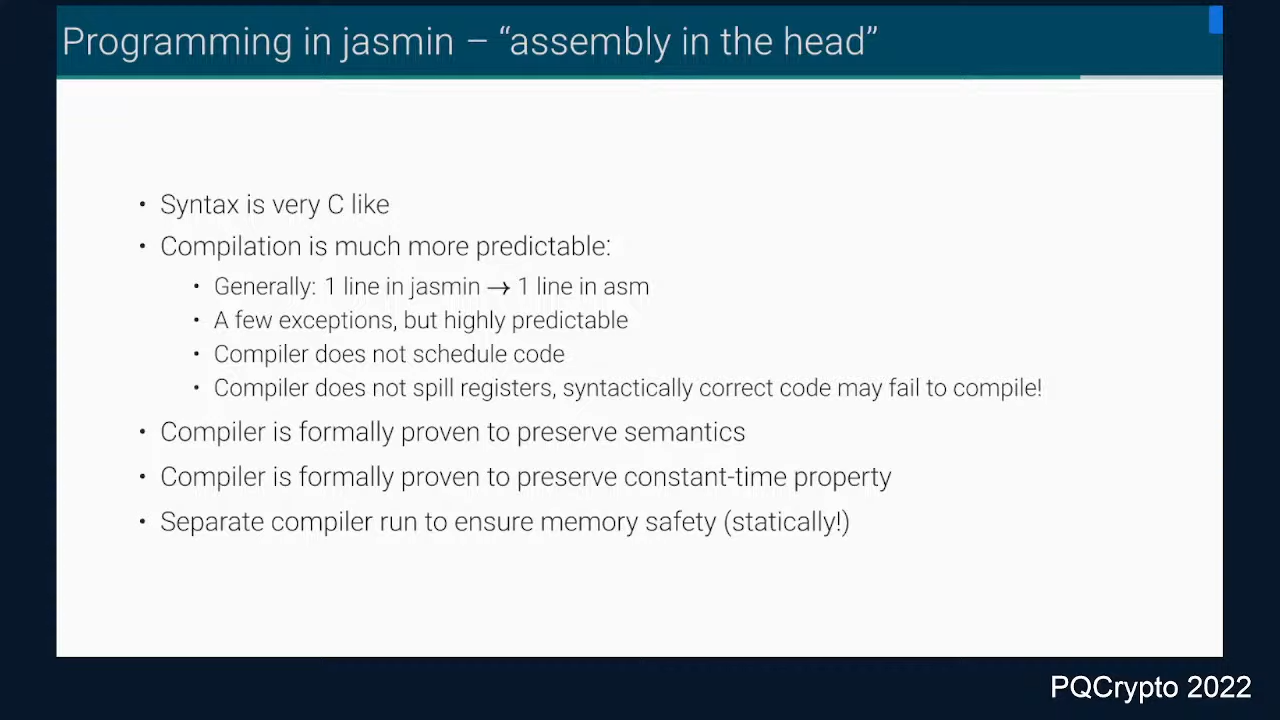 Programming in jasmin – “assembly in the head”
• Syntax is very C like
• Compilation is much more predictable:
• Generally: 1 line in jasmin → 1 line in asm
• A few exceptions, but highly predictable
• Compiler does not schedule code
• Compiler does not spill registers, syntactically correct code may fail to compile!
• Compiler is formally proven to preserve semantics
• Compiler is formally proven to preserve constant-time property
• Separate compiler run to ensure memory safety (statically!)
PQCrypto 2022